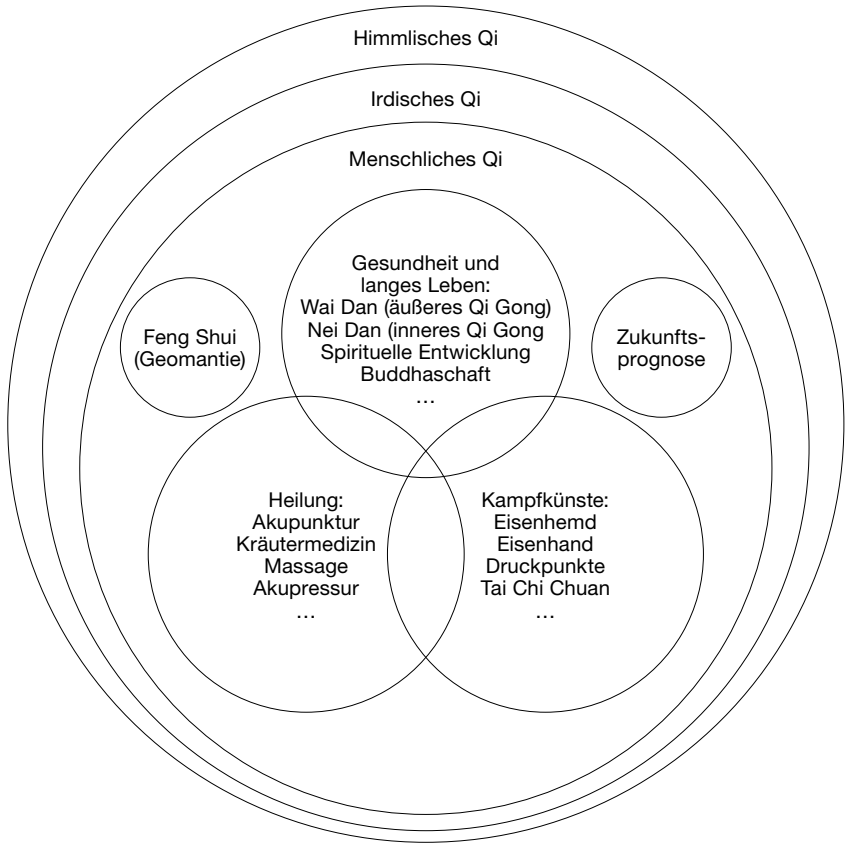 Himmlisches Qi
Irdisches Qi
Menschliches Qi
Gesundheit und
langes Leben:
Wai Dan (äußeres Qi Gong)
Nei Dan (inneres Qi Gong
Spirituelle Entwicklung
Buddhaschaft
...
Feng Shui
(Geomantie)
Zukunfts-
prognose
Heilung:
Akupunktur
Kräutermedizin
Massage
Akupressur
...
Kampfkünste:
Eisenhemd
Eisenhand
Druckpunkte
Tai Chi Chuan
...